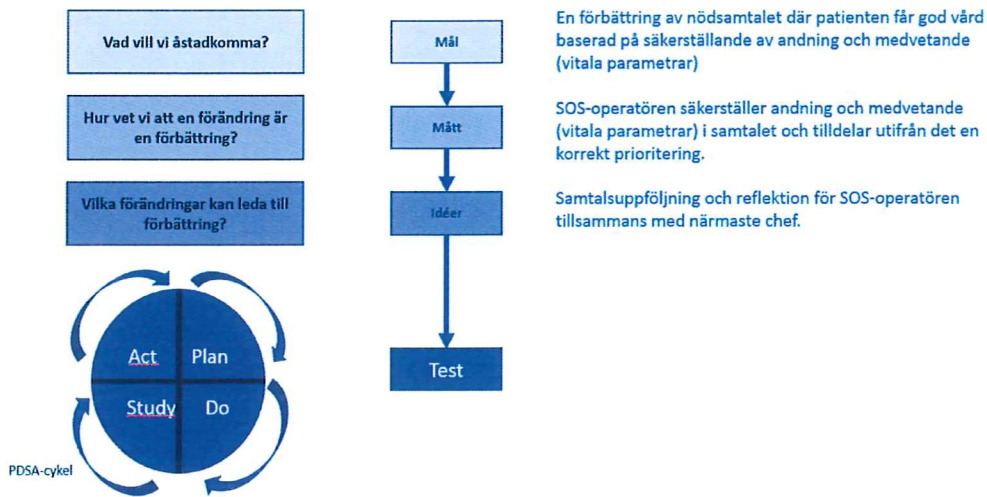 Vad vill vi åstadkomma?
Hur vet vi att en förändring är
en förbättring?
Vilka förändringar kan leda till
förbättring?
Act
Plan
Study
Do
PDSA-cykel
Mål
Mått
Idéer
Test
En förbättring av nödsamtalet där patienten får god vård
baserad på säkerställande av andning och medvetande
(vitala parametrar)
SOS-operatören säkerställer andning och medvetande
(vitala parametrar) i samtalet och tilldelar utifrån det en
korrekt prioritering.
Samtalsuppföljning och reflektion för SOS-operatören
tillsammans med närmaste chef.